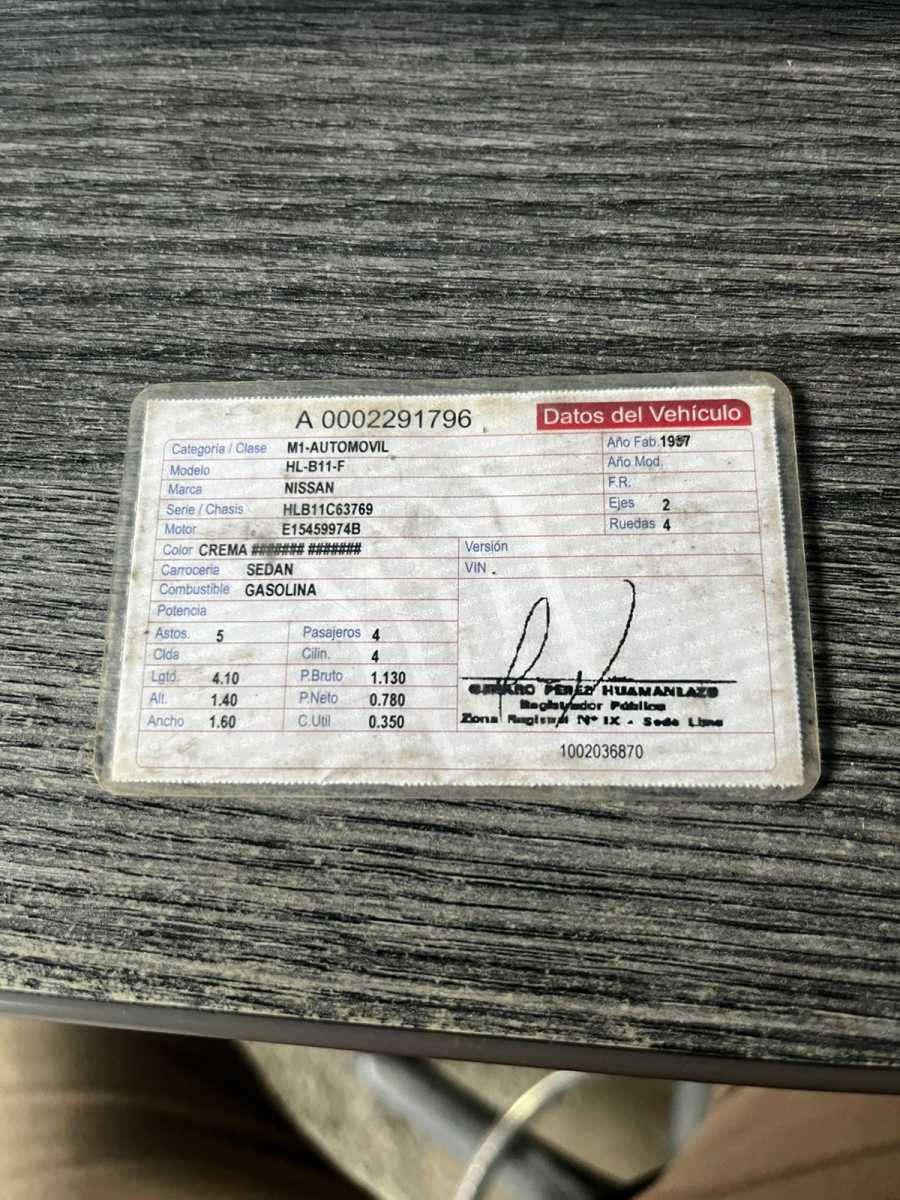 A 0002291796 Datos del Vehículo
Categoria / Clase M1-AUTOMOVIL
Año Fab.
Modelo HL-B11-F
Año Mod.
Marca NISSAN
F.R.
Serie / Chasis HLB11C63769
Ejes 2
Motor E15459974B
Ruedas 4
Color CREMA ####### #######
Versión
Carroceria SEDAN
VIN .
Combustible GASOLINA
Potencia
Astos. 5 Pasajeros 4
Clda Cilin. 4
Lgtd. 4.10 P.Bruto 1.130
Alt. 1.40 P.Neto 0.780
Ancho 1.60 C.Util 0.350
PEREZ HUAMANLAZO
Registrador Público
Zona Registral Nº IX - Sede Lima
1002036870